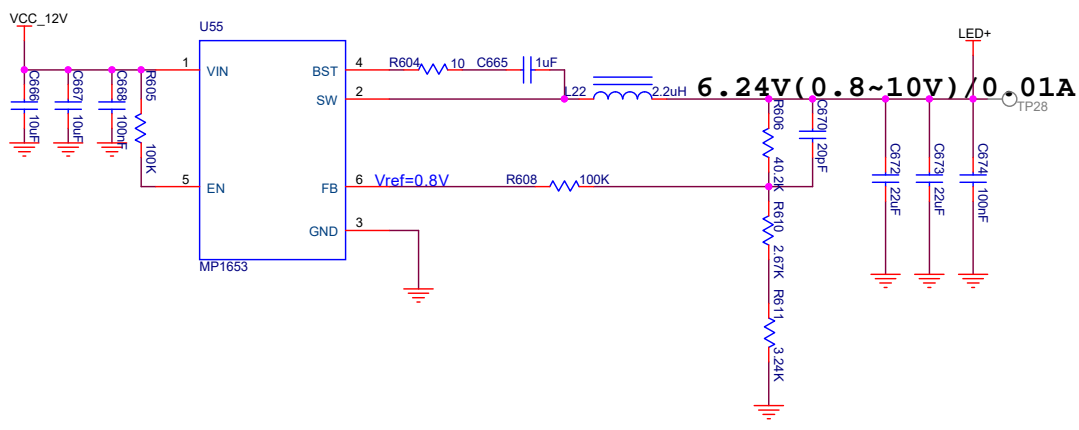 VCC_12V
U55
LED+
1
VIN
BST
4
R604
10
C665
1uF
SW
2
L22
2.2uH
6.24V(0.8~10V)/0.01A
TP28
C666
10uF
C667
10uF
C668
100nF
R605
100K
R606
40.2K
C670
20pF
5
EN
FB
6
Vref=0.8V
R608
100K
C672
22uF
C673
22uF
C674
100nF
GND
3
R610
2.67K
MP1653
R611
3.24K